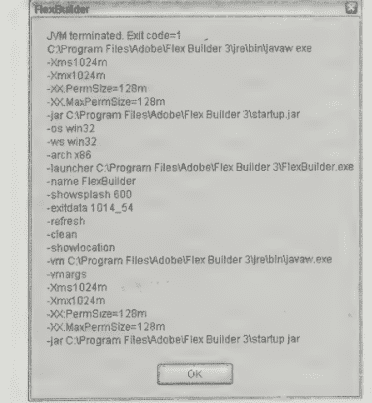 FlexBuilder
JVM terminated. Exit code=1
C:\Program Files\Adobe\Flex Builder 3\jre\bin\javaw.exe
-Xms1024m
-Xmx1024m
-XX:PermSize=128m
-XX:MaxPermSize=128m
-jar C:\Program Files\Adobe\Flex Builder 3\startup.jar
-os win32
-ws win32
-arch x86
-launcher C:\Program Files\Adobe\Flex Builder 3\FlexBuilder.exe
-name FlexBuilder
-showsplash 600
-exitdata 1014_54
-refresh
-clean
-showlocation
-vm C:\Program Files\Adobe\Flex Builder 3\jre\bin\javaw.exe
-vmargs
-Xms1024m
-Xmx1024m
-XX:PermSize=128m
-XX:MaxPermSize=128m
-jar C:\Program Files\Adobe\Flex Builder 3\startup.jar
OK